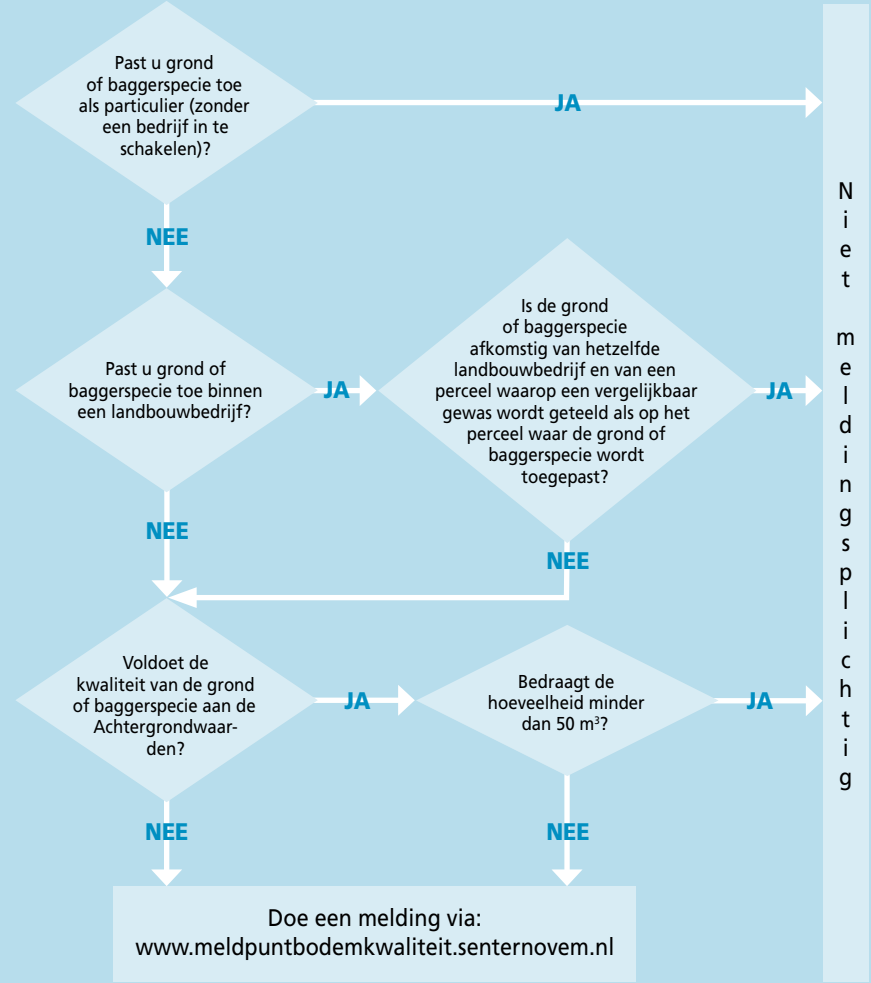 Past u grond
of baggerspecie toe
als particulier (zonder
een bedrijf in te
schakelen)?
JA
NEE
Past u grond of
baggerspecie toe binnen
een landbouwbedrijf?
JA
Is de grond
of baggerspecie
afkomstig van hetzelfde
landbouwbedrijf en van een
perceel waarop een vergelijkbaar
gewas wordt geteeld als op het
perceel waar de grond of
baggerspecie wordt
toegepast?
JA
NEE
NEE
Voldoet de
kwaliteit van de grond
of baggerspecie aan de
Achtergrondwaar-
den?
JA
Bedraagt de
hoeveelheid minder
dan 50 m³?
JA
NEE
NEE
Doe een melding via:
www.meldpuntbodemkwaliteit.senternovem.nl
Niet meldingsplichtig